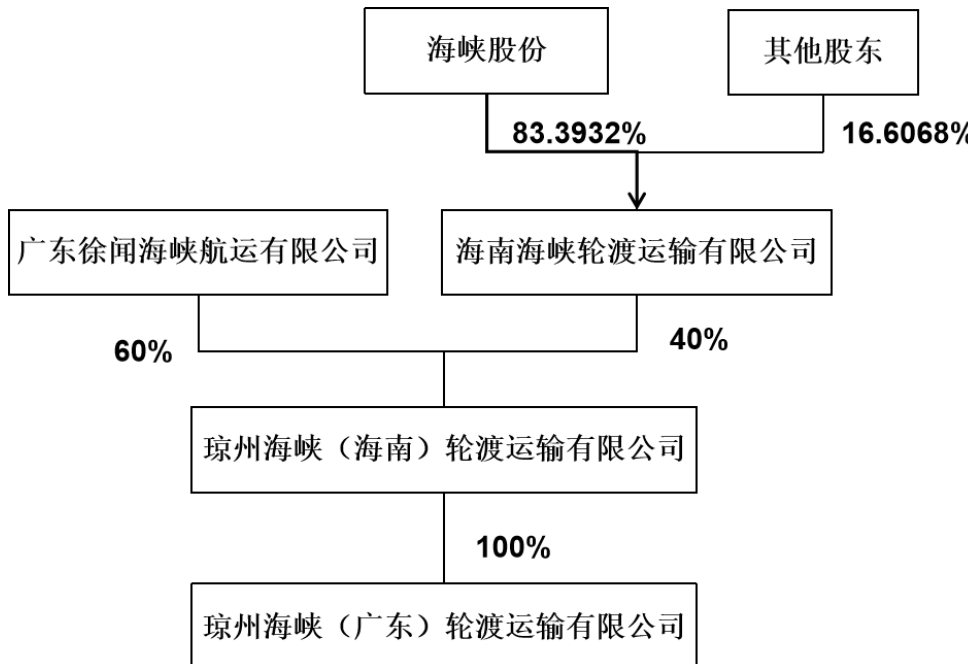 海峡股份
其他股东
83.3932%
16.6068%
广东徐闻海峡航运有限公司
海南海峡轮渡运输有限公司
60%
40%
琼州海峡（海南）轮渡运输有限公司
100%
琼州海峡（广东）轮渡运输有限公司